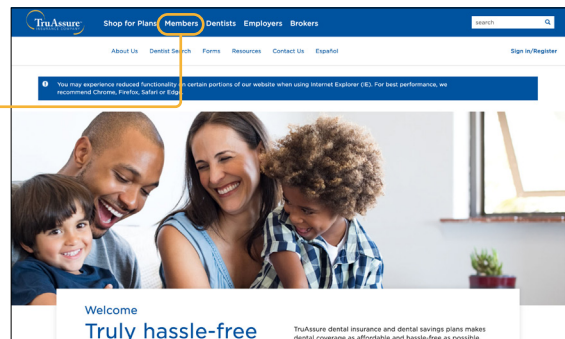 TruAssure
INSURANCE COMPANY
Shop for Plans Members Dentists Employers Brokers
search
About Us Dentist Search Forms Resources Contact Us Español
Sign in/Register
You may experience reduced functionality on certain portions of our website when using Internet Explorer (IE). For best performance, we
recommend Chrome, Firefox, Safari or Edge.
Welcome
Truly hassle-free
TruAssure dental insurance and dental savings plans makes
dental coverage as affordable and hassle-free as possible.